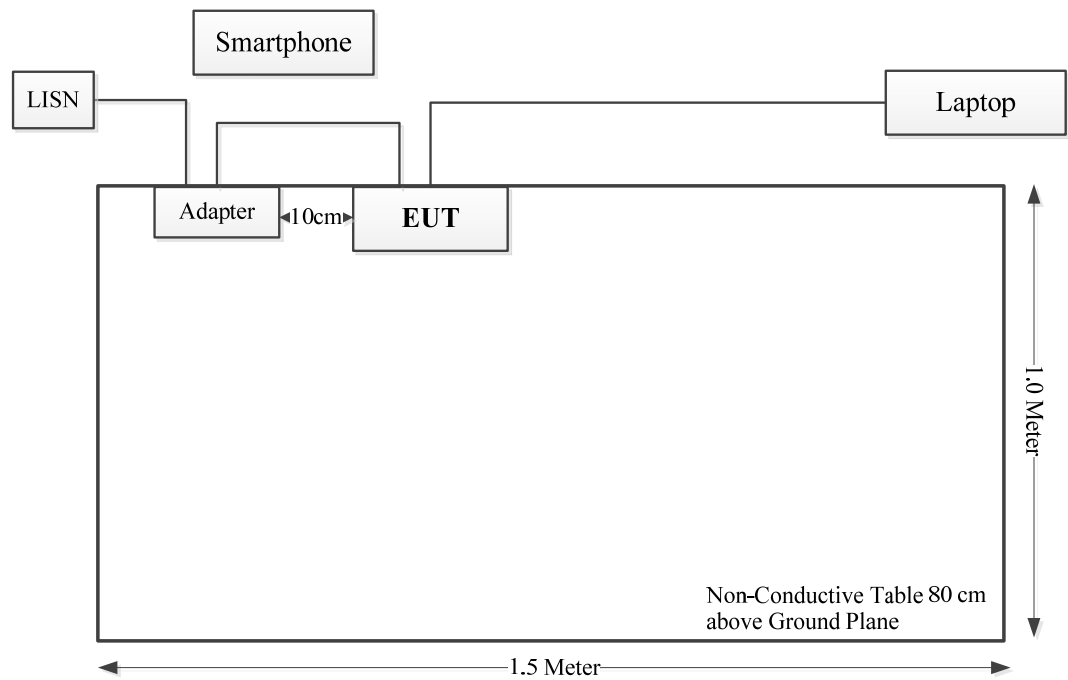 Smartphone
LISN
Laptop
Adapter
10cm
EUT
1.0 Meter
Non-Conductive Table 80 cm
above Ground Plane
1.5 Meter